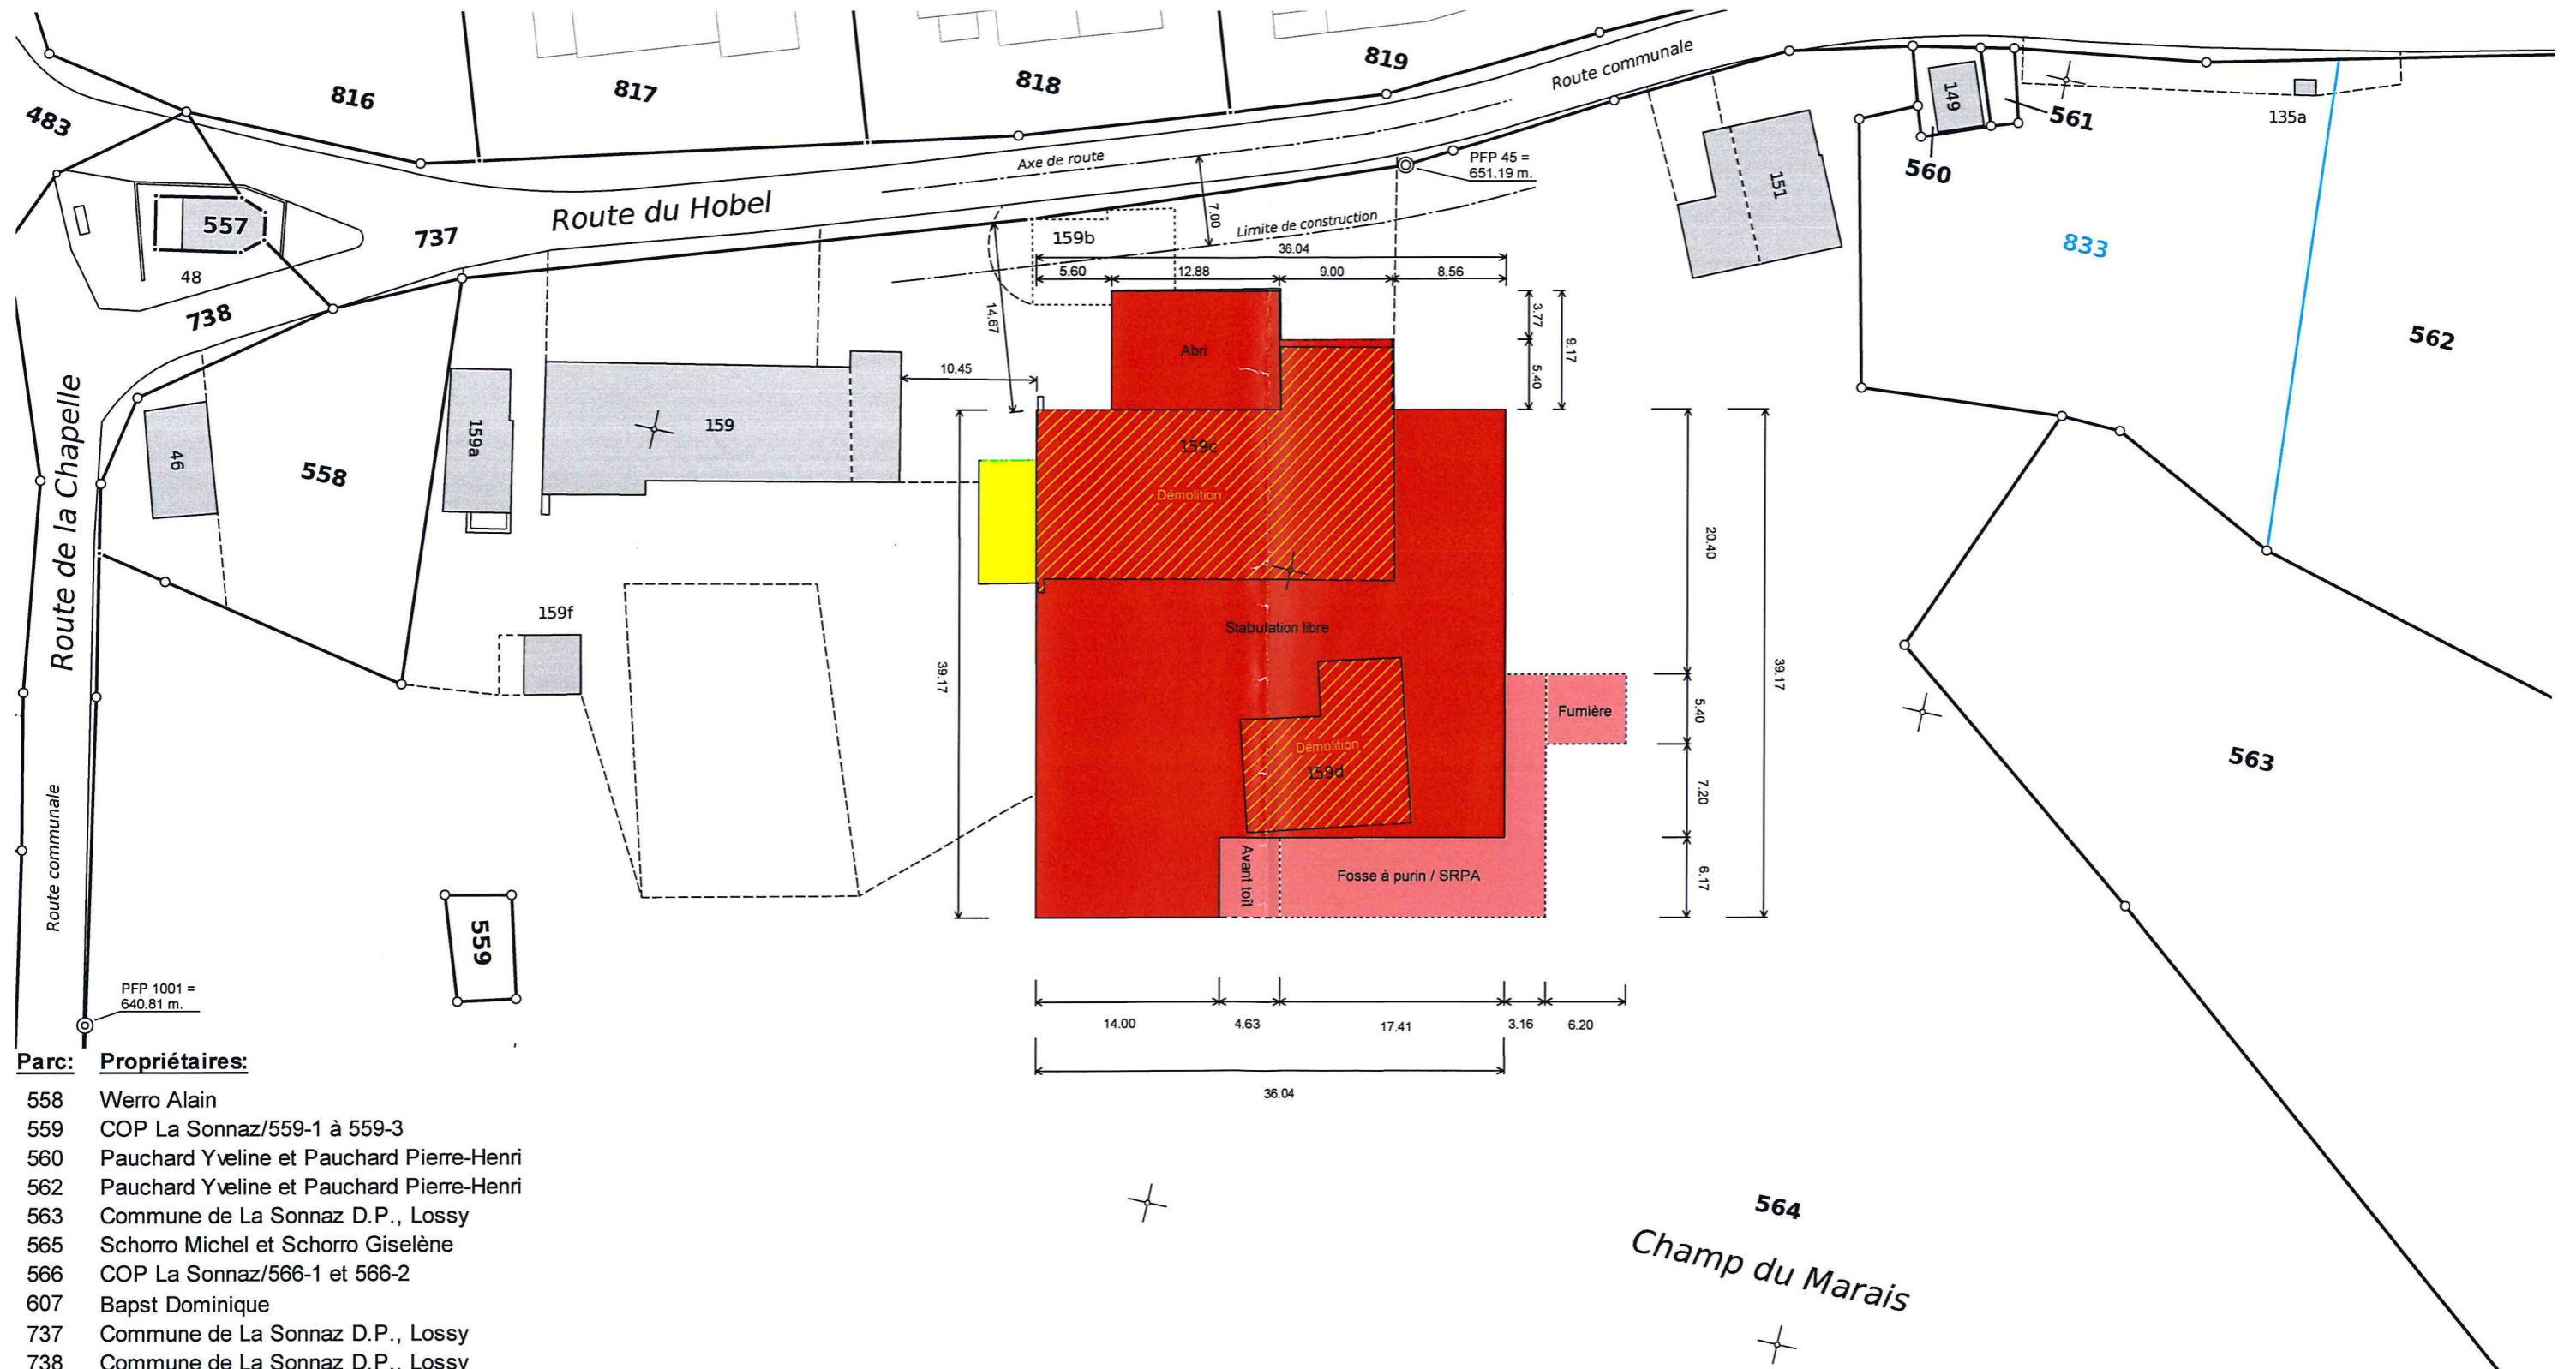 819
Route communale
816
817
818
483
149
561
135a
Axe de route
PFP 45 =
651.19 m.
560
151
557
Route du Hobel
7.00
Limite de construction
737
159b
833
36.04
48
5.60
12.88
9.00
8.56
738
14.67
3.77
9.17
562
Abri
5.40
10.45
159a
159
159c
46
558
Route de la Chapelle
Démolition
20.40
159f
Stabulation libre
39.17
39.17
5.40
Fumière
Démolition
159d
563
7.20
Route communale
Avant toît
Fosse à purin / SRPA
6.17
559
PFP 1001 =
640.81 m.
14.00
4.63
17.41
3.16
6.20
36.04
564
Champ du Marais
Parc: Propriétaires:
558 Werro Alain
559 COP La Sonnaz/559-1 à 559-3
560 Pauchard Yveline et Pauchard Pierre-Henri
562 Pauchard Yveline et Pauchard Pierre-Henri
563 Commune de La Sonnaz D.P., Lossy
565 Schorro Michel et Schorro Giselène
566 COP La Sonnaz/566-1 et 566-2
607 Bapst Dominique
737 Commune de La Sonnaz D.P., Lossy
738 Commune de La Sonnaz D.P., Lossy